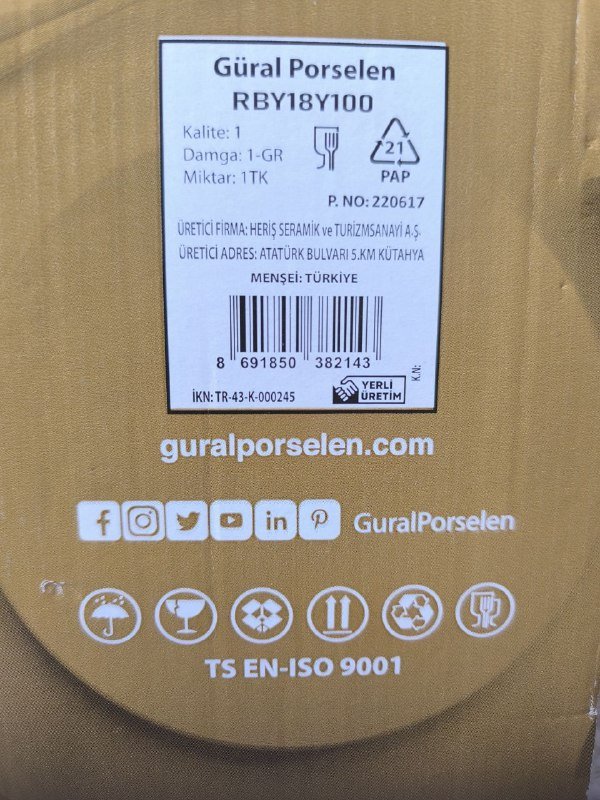 Güral Porselen
RBY18Y100
Kalite: 1
Damga: 1-GR
Miktar: 1TK
21
PAP
P. NO: 220617
ÜRETİCİ FİRMA: HERİŞ SERAMİK ve TURİZMSANAYİ A.Ş.
ÜRETİCİ ADRES: ATATÜRK BULVARI 5.KM KÜTAHYA
MENŞEİ: TÜRKİYE
8 691850 382143
K.N:
İKN: TR-43-K-000245
YERLİ
ÜRETİM
guralporselen.com
GuralPorselen
TS EN-ISO 9001